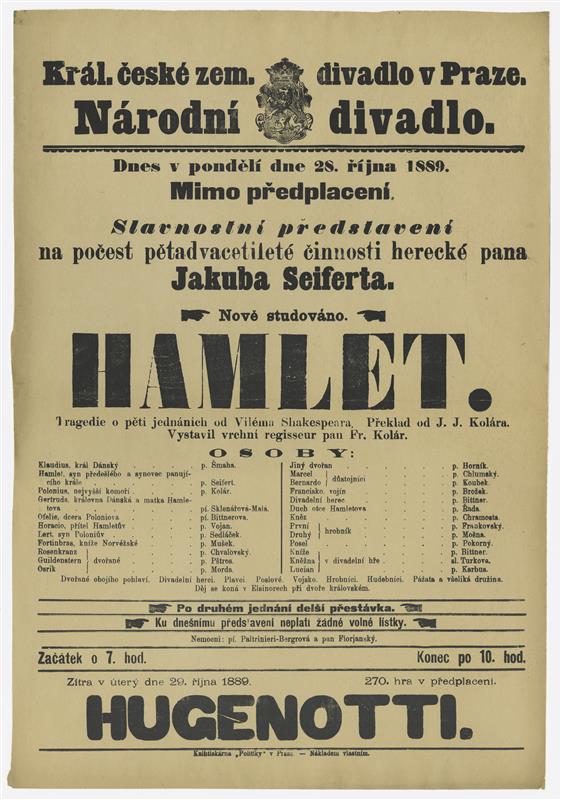 Král. české zem. divadlo v Praze.
Národní divadlo.
Dnes v pondělí dne 28. října 1889.
Mimo předplacení.
Slavnostní představení
na počest pětadvacetileté činnosti herecké pana
Jakuba Seiferta.
Nově studováno.
HAMLET.
Tragedie o pěti jednáních od Viléma Shakespeara. Překlad od J. J. Kolára.
Vystavil vrchní regisseur pan Fr. Kolár.
OSOBY:
Klaudius, král Dánský . . . . . p. Šmaha.
Hamlet, syn předešlého a synovec panují-
cího krále . . . . . p. Seifert.
Polonius, nejvyšší komoří . . . . . p. Kolár.
Gertruda, královna Dánská a matka Hamle-
tova . . . . . pí. Sklenářová-Malá.
Ofelie, dcera Poloniova . . . . . pí. Bittnerova.
Horacio, přítel Hamletův . . . . . p. Vojan.
Lert, syn Poloniův . . . . . p. Sedláček.
Fortinbras, kníže Norvéžské . . . . . p. Mušek.
Rosenkranz . . . . . p. Chvalovský.
Guildenstern } dvořané . . . . . p. Pštros.
Osrik . . . . . p. Morda.
Jiný dvořan . . . . . p. Horník.
Marcel } důstojníci . . . . . p. Chlumský.
Bernardo . . . . . p. Koubek.
Francisko, vojín . . . . . p. Brožek.
Divadelní herec . . . . . p. Bittner.
Duch otce Hamletova . . . . . p. Řada.
Kněz . . . . . p. Chramosta.
První } hrobník . . . . . p. Frankovský.
Druhý . . . . . p. Mošna.
Posel . . . . . p. Pokorný.
Kníže . . . . . p. Bittner.
Kněžna } v divadelní hře . . . . . sl. Turkova.
Lucian . . . . . p. Karbus.
Dvořané obojího pohlaví. Divadelní herci. Plavci. Poslové. Vojsko. Hrobníci. Hudebníci. Pážata a všeliká družina.
Děj se koná v Elsinorech při dvoře královském.
Po druhém jednání delší přestávka.
Ku dnešnímu představení neplatí žádné volné lístky.
Nemocní: pí. Paltrinieri-Bergrová a pan Florjanský.
Začátek o 7. hod. Konec po 10. hod.
Zítra v úterý dne 29. října 1889. 270. hra v předplacení.
HUGENOTTI.
Knihtiskárna „Politiky" v Praze. — Nákladem vlastním.